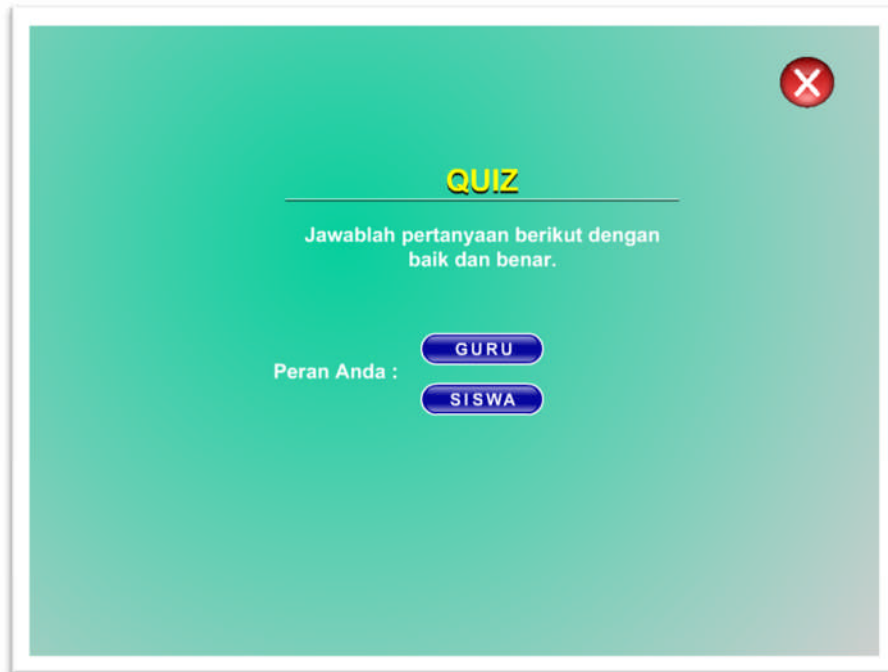 QUIZ
Jawablah pertanyaan berikut dengan
baik dan benar.
GURU
Peran Anda :
SISWA